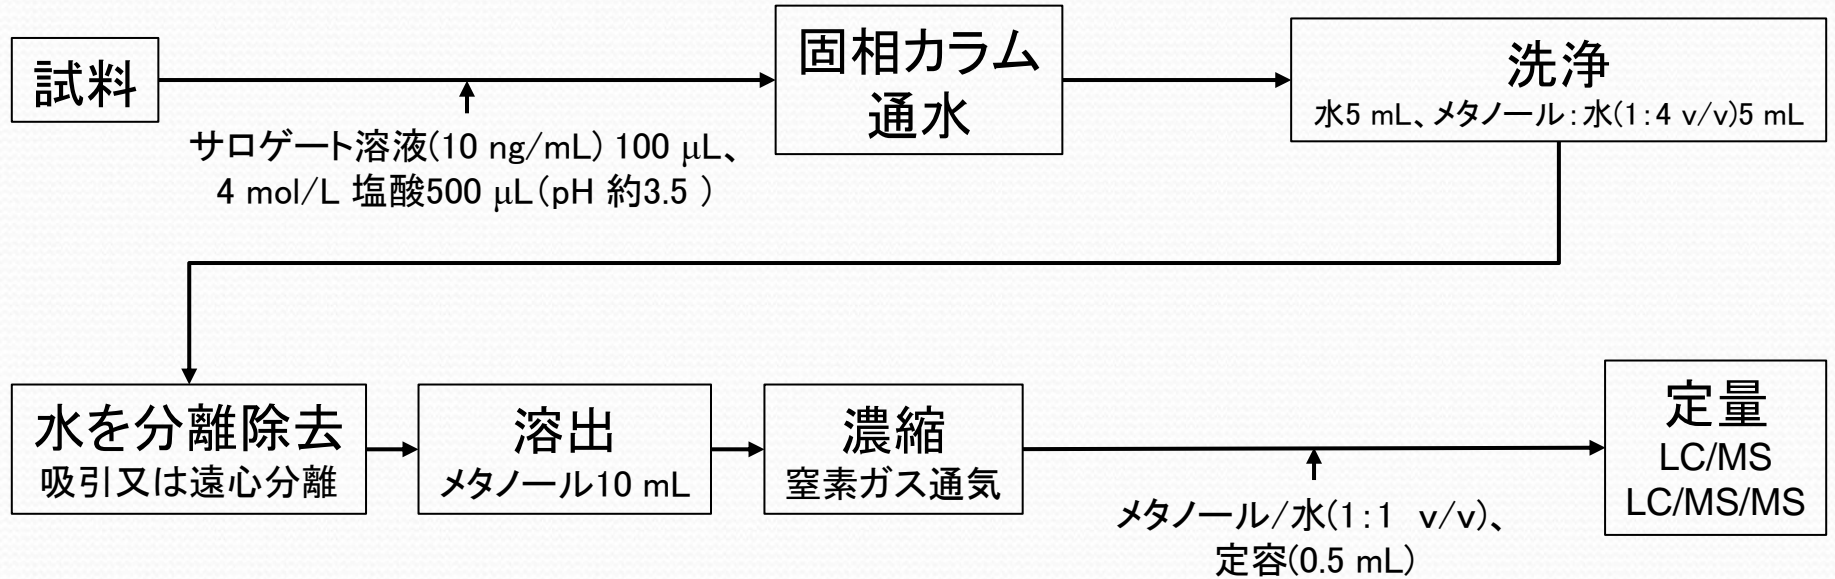 試料
サロゲート溶液(10 ng/mL) 100 μL、
4 mol/L 塩酸500 μL(pH 約3.5 )
固相カラム
通水
洗浄
水5 mL、メタノール:水(1:4 v/v)5 mL
水を分離除去
吸引又は遠心分離
溶出
メタノール10 mL
濃縮
窒素ガス通気
メタノール/水(1:1 v/v)、
定容(0.5 mL)
定量
LC/MS
LC/MS/MS